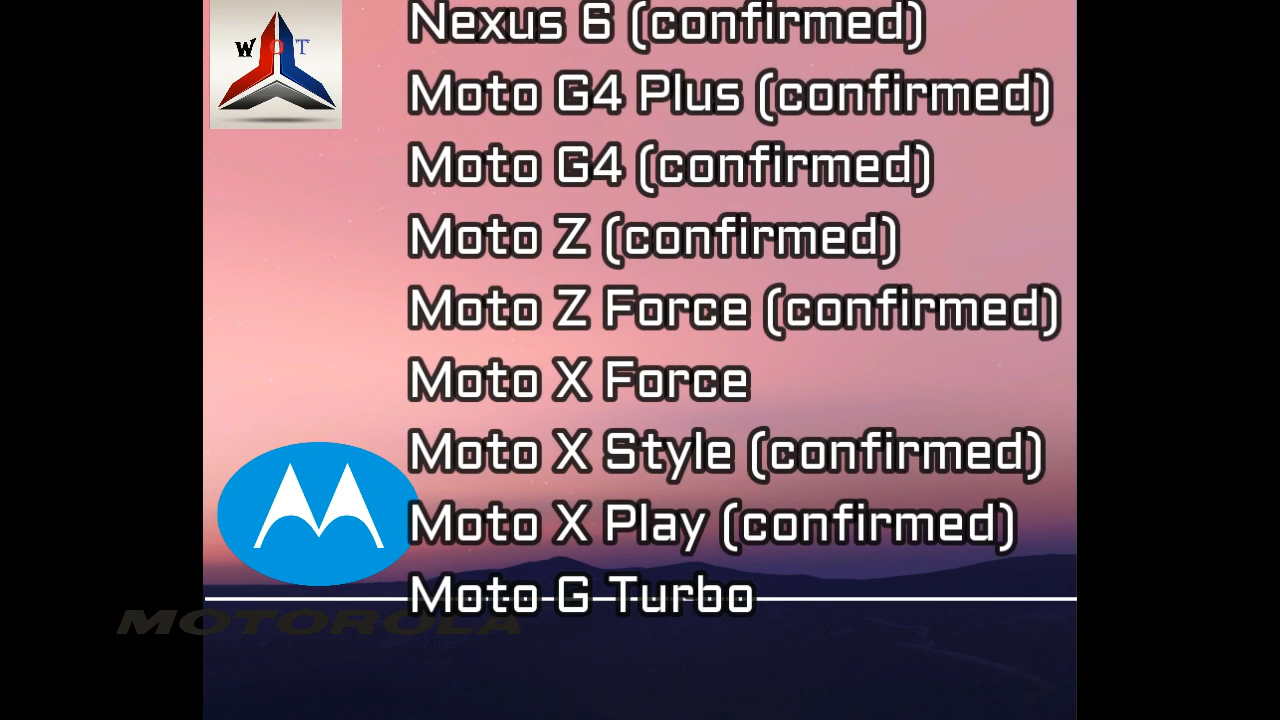 Nexus 6 (confirmed)
WOT
Moto G4 Plus (confirmed)
Moto G4 (confirmed)
Moto Z (confirmed)
Moto Z Force (confirmed)
Moto X Force
Moto X Style (confirmed)
Moto X Play (confirmed)
Moto G Turbo
MOTOROLA